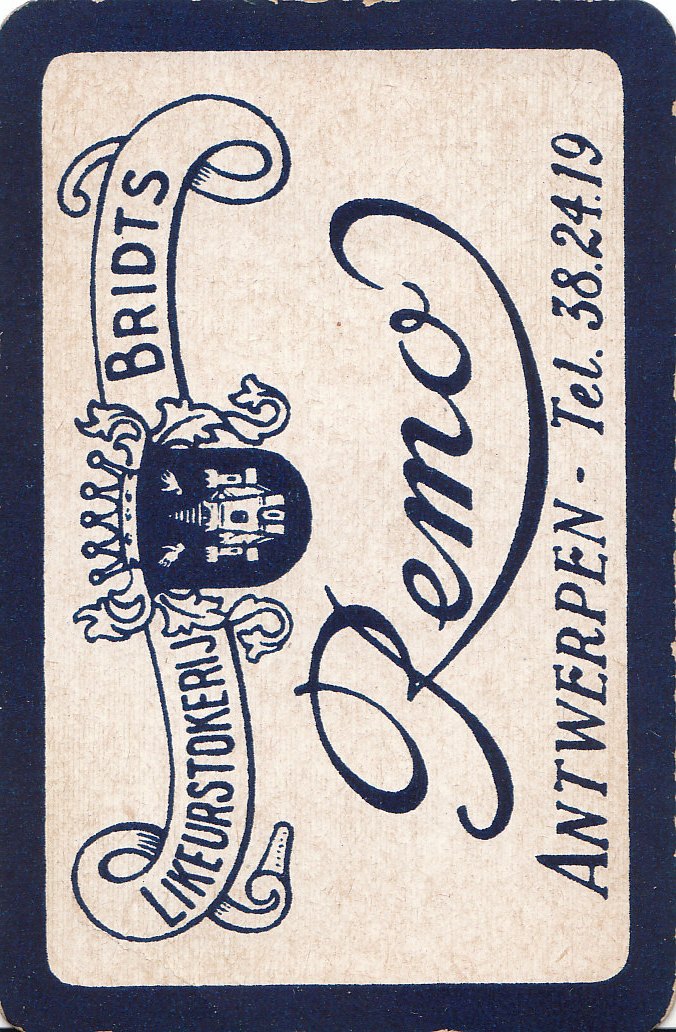 LIKEURSTOKERIJ BRIDTS
Remo
ANTWERPEN - Tel. 38.24.19